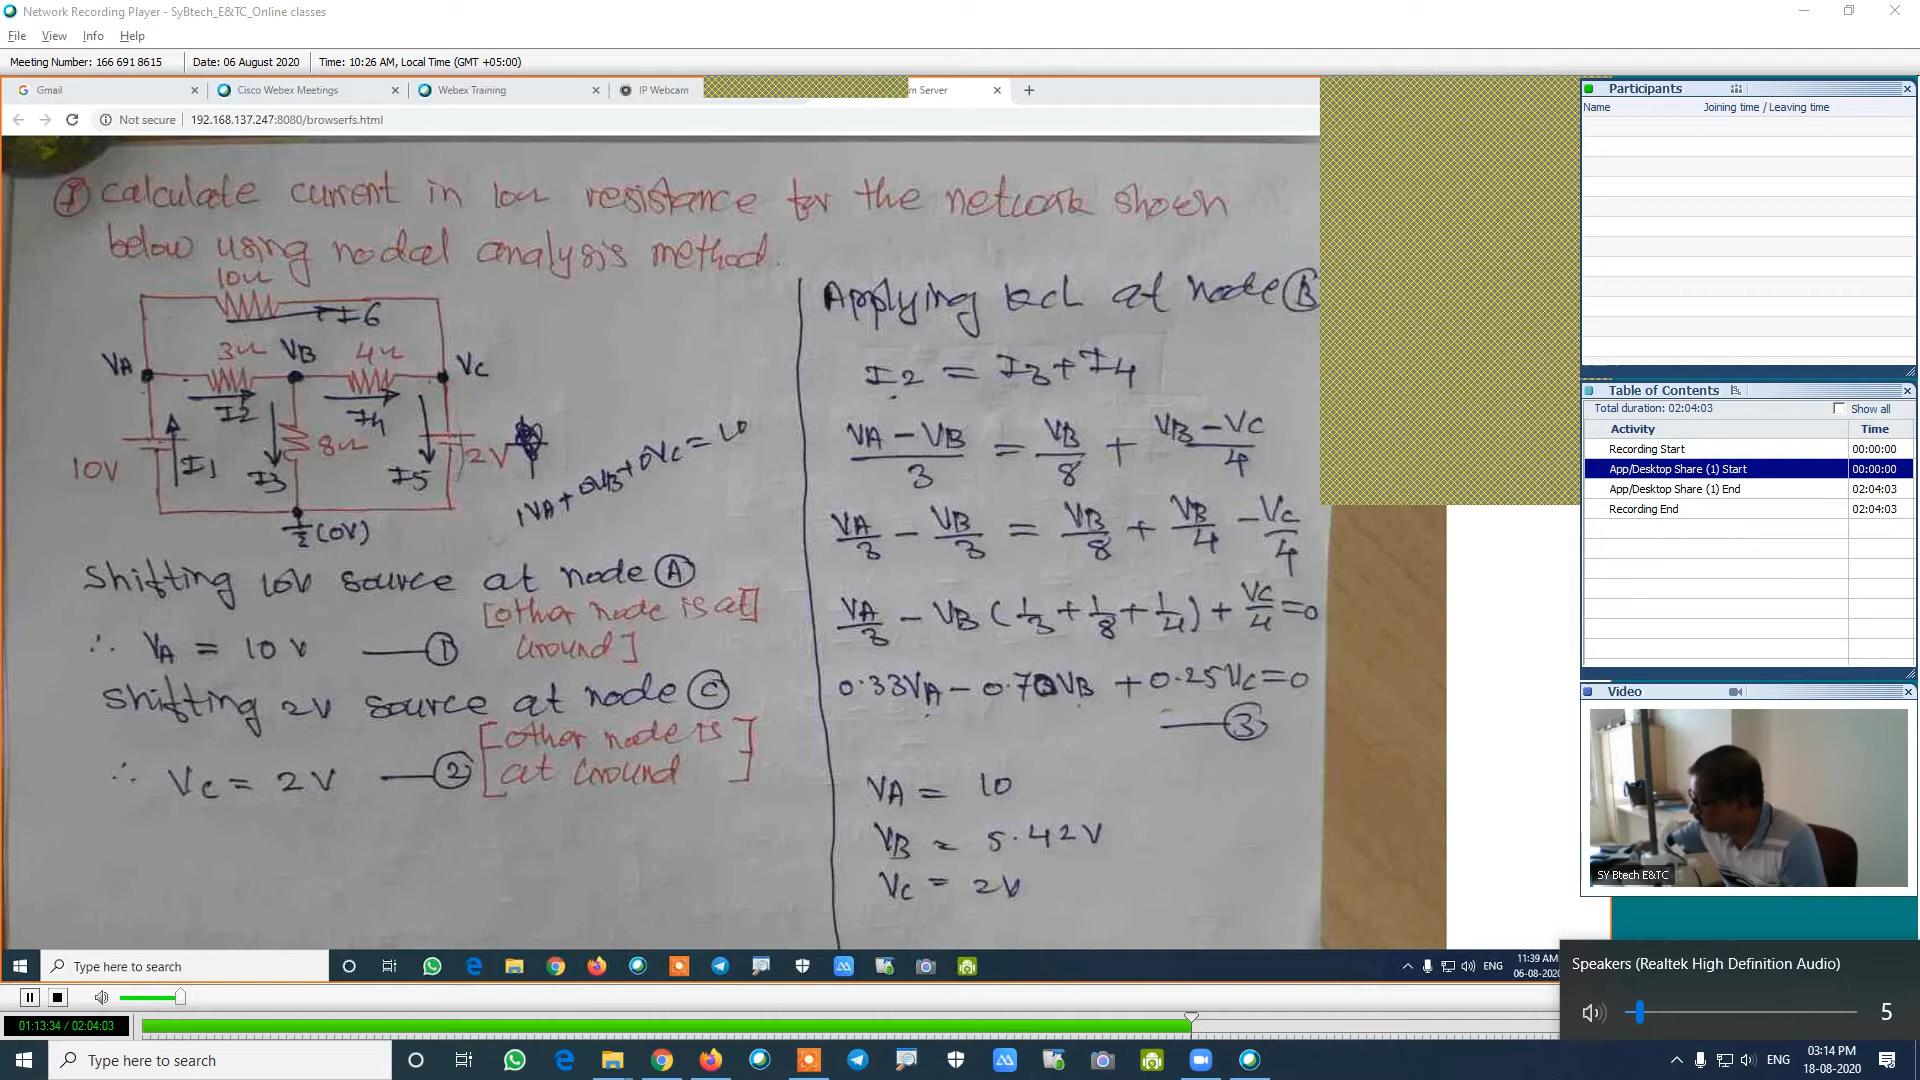 Network Recording Player - SyBtech_E&TC_Online classes
File View Info Help
Meeting Number: 166 691 8615 Date: 06 August 2020 Time: 10:26 AM, Local Time (GMT +05:00)
Gmail Cisco Webex Meetings Webex Training IP Webcam m Server
Not secure 192.168.137.247:8080/browserfs.html
① calculate current in 10Ω resistance for the network shown
below using nodal analysis method.
10Ω
I6
VA 3Ω VB 4Ω VC
I2 I4
10V I1 I3 8Ω I5 2V
(0V)
1VA + 0VB + 0VC = 10
Shifting 10V source at node Ⓐ
[other node is at
Ground]
∴ VA = 10V —①
Shifting 2V source at node Ⓒ
[other node is
at Ground]
∴ VC = 2V —②
Applying kcl at node Ⓑ
I2 = I3 + I4
(VA - VB)/3 = VB/8 + (VB - VC)/4
VA/3 - VB/3 = VB/8 + VB/4 - VC/4
VA/3 - VB (1/3 + 1/8 + 1/4) + VC/4 = 0
0.33VA - 0.70VB + 0.25VC = 0
—③
VA = 10
VB = 5.42V
VC = 2V
Participants
Name Joining time / Leaving time
Table of Contents
Total duration: 02:04:03 Show all
Activity Time
Recording Start 00:00:00
App/Desktop Share (1) Start 00:00:00
App/Desktop Share (1) End 02:04:03
Recording End 02:04:03
Video
SY Btech E&TC
Type here to search
ENG 11:39 AM
06-08-2020
Speakers (Realtek High Definition Audio)
5
01:13:34 / 02:04:03
Type here to search
ENG 03:14 PM
18-08-2020